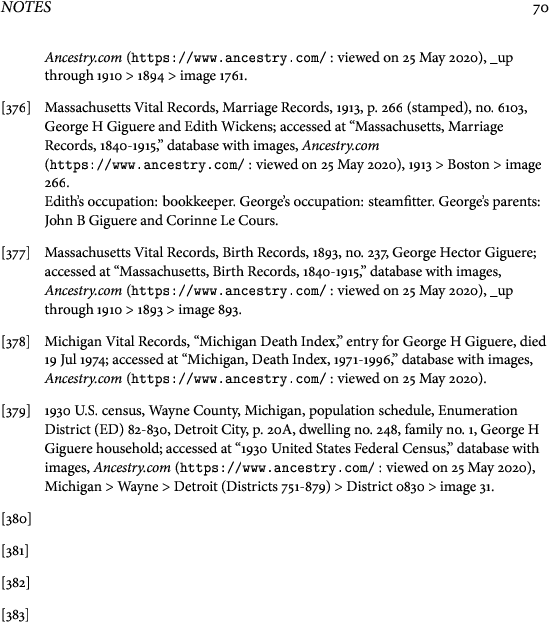 NOTES 70
Ancestry.com (https://www.ancestry.com/ : viewed on 25 May 2020), _up
through 1910 > 1894 > image 1761.
[376] Massachusetts Vital Records, Marriage Records, 1913, p. 266 (stamped), no. 6103,
George H Giguere and Edith Wickens; accessed at “Massachusetts, Marriage
Records, 1840-1915,” database with images, Ancestry.com
(https://www.ancestry.com/ : viewed on 25 May 2020), 1913 > Boston > image
266.
Edith’s occupation: bookkeeper. George’s occupation: steamfitter. George’s parents:
John B Giguere and Corinne Le Cours.
[377] Massachusetts Vital Records, Birth Records, 1893, no. 237, George Hector Giguere;
accessed at “Massachusetts, Birth Records, 1840-1915,” database with images,
Ancestry.com (https://www.ancestry.com/ : viewed on 25 May 2020), _up
through 1910 > 1893 > image 893.
[378] Michigan Vital Records, “Michigan Death Index,” entry for George H Giguere, died
19 Jul 1974; accessed at “Michigan, Death Index, 1971-1996,” database with images,
Ancestry.com (https://www.ancestry.com/ : viewed on 25 May 2020).
[379] 1930 U.S. census, Wayne County, Michigan, population schedule, Enumeration
District (ED) 82-830, Detroit City, p. 20A, dwelling no. 248, family no. 1, George H
Giguere household; accessed at “1930 United States Federal Census,” database with
images, Ancestry.com (https://www.ancestry.com/ : viewed on 25 May 2020),
Michigan > Wayne > Detroit (Districts 751-879) > District 0830 > image 31.
[380]
[381]
[382]
[383]